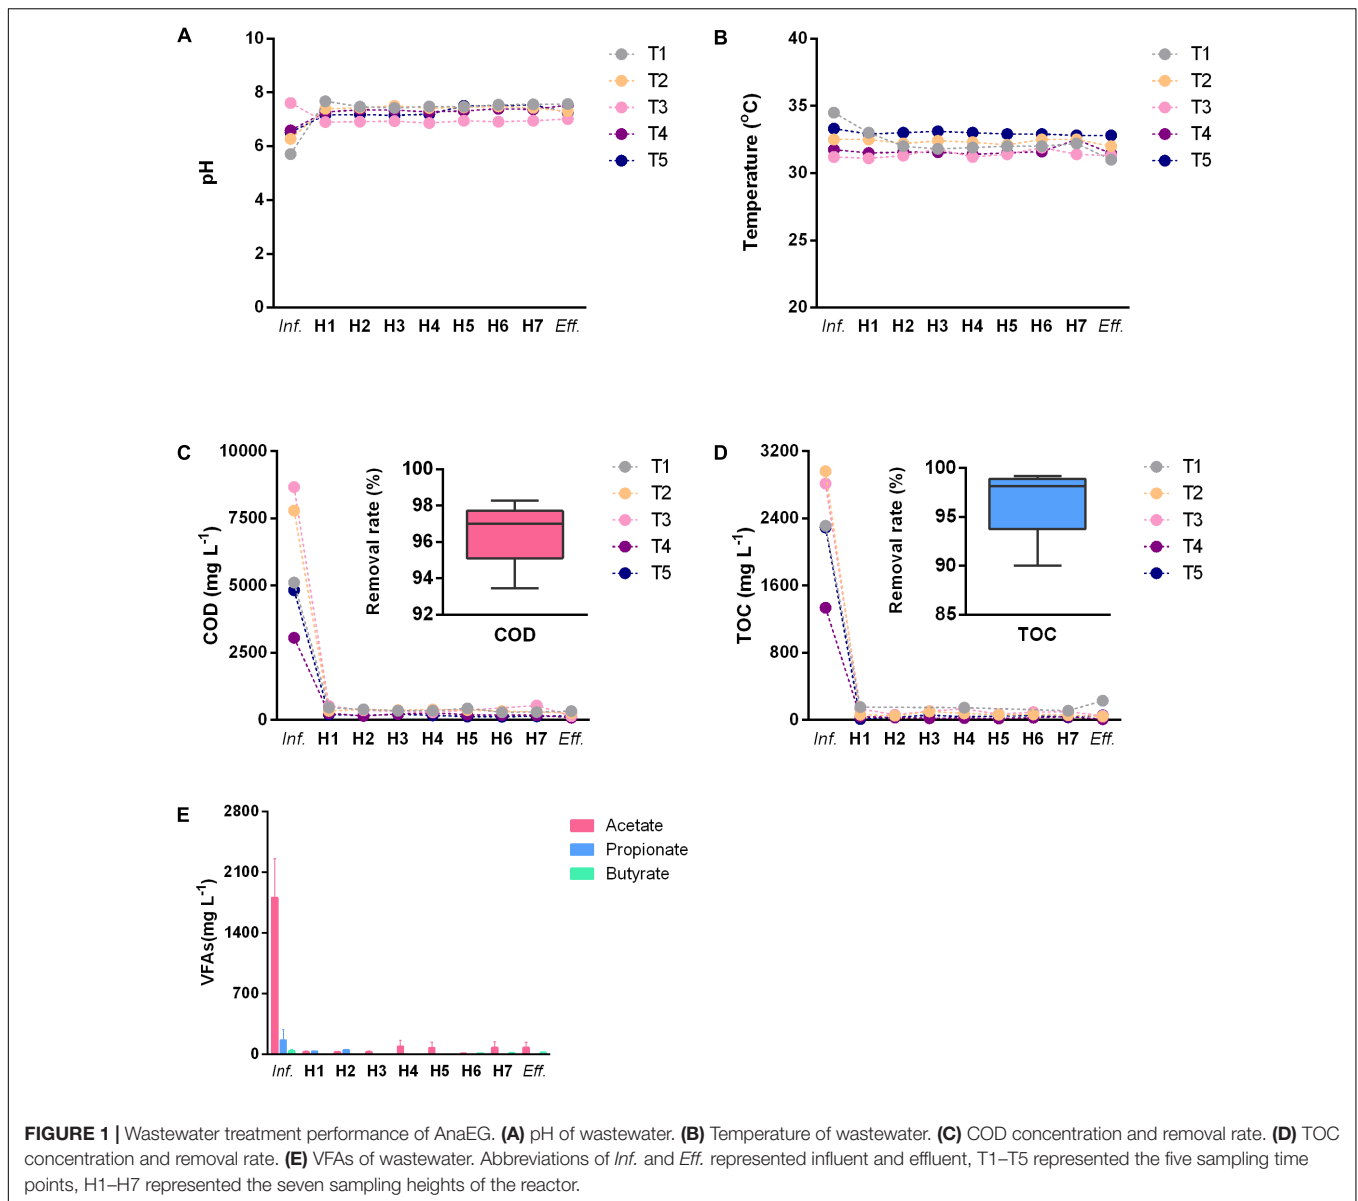 A
10
8
6
4
2
0
pH
Inf. H1 H2 H3 H4 H5 H6 H7 Eff.
T1
T2
T3
T4
T5
B
40
35
30
25
20
Temperature (°C)
Inf. H1 H2 H3 H4 H5 H6 H7 Eff.
T1
T2
T3
T4
T5
C
10000
7500
5000
2500
0
COD (mg L-1)
Inf. H1 H2 H3 H4 H5 H6 H7 Eff.
Removal rate (%)
100
98
96
94
92
COD
T1
T2
T3
T4
T5
D
3200
2400
1600
800
0
TOC (mg L-1)
Inf. H1 H2 H3 H4 H5 H6 H7 Eff.
Removal rate (%)
100
95
90
85
TOC
T1
T2
T3
T4
T5
E
2800
2100
1400
700
0
VFAs(mg L-1)
Inf. H1 H2 H3 H4 H5 H6 H7 Eff.
Acetate
Propionate
Butyrate
FIGURE 1 | Wastewater treatment performance of AnaEG. (A) pH of wastewater. (B) Temperature of wastewater. (C) COD concentration and removal rate. (D) TOC
concentration and removal rate. (E) VFAs of wastewater. Abbreviations of Inf. and Eff. represented influent and effluent, T1–T5 represented the five sampling time
points, H1–H7 represented the seven sampling heights of the reactor.